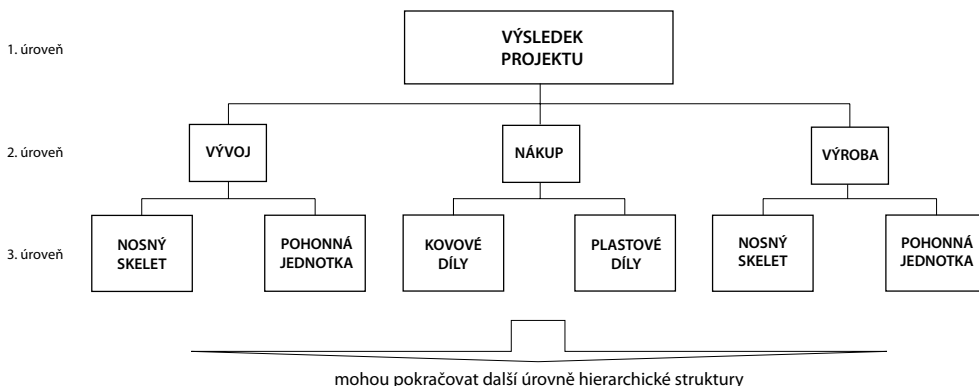 1. úroveň
VÝSLEDEK
PROJEKTU
2. úroveň
VÝVOJ
NÁKUP
VÝROBA
3. úroveň
NOSNÝ
SKELET
POHONNÁ
JEDNOTKA
KOVOVÉ
DÍLY
PLASTOVÉ
DÍLY
NOSNÝ
SKELET
POHONNÁ
JEDNOTKA
mohou pokračovat další úrovně hierarchické struktury